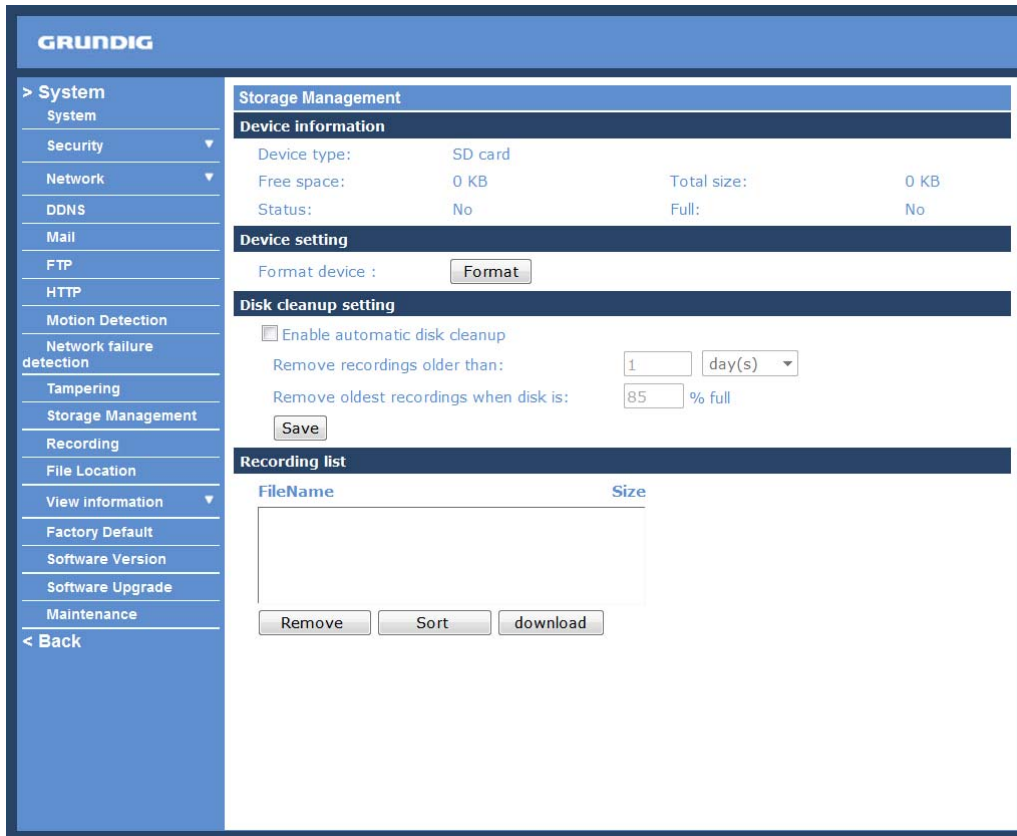 GRUNDIG
> System
System
Security
Network
DDNS
Mail
FTP
HTTP
Motion Detection
Network failure
detection
Tampering
Storage Management
Recording
File Location
View information
Factory Default
Software Version
Software Upgrade
Maintenance
< Back
Storage Management
Device information
Device type: SD card
Free space: 0 KB Total size: 0 KB
Status: No Full: No
Device setting
Format device : Format
Disk cleanup setting
Enable automatic disk cleanup
Remove recordings older than: 1 day(s)
Remove oldest recordings when disk is: 85 % full
Save
Recording list
FileName Size
Remove Sort download